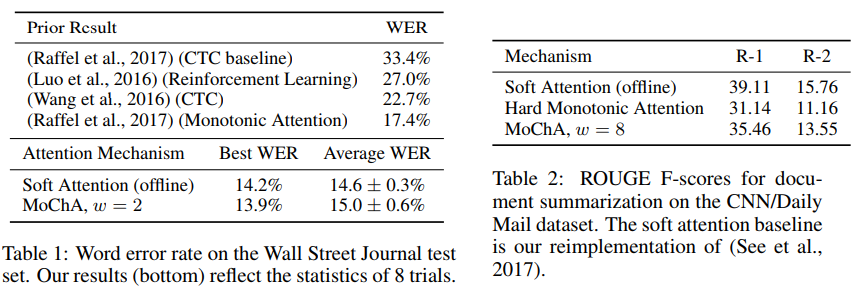 Prior Result WER
(Raffel et al., 2017) (CTC baseline) 33.4%
(Luo et al., 2016) (Reinforcement Learning) 27.0%
(Wang et al., 2016) (CTC) 22.7%
(Raffel et al., 2017) (Monotonic Attention) 17.4%
Attention Mechanism Best WER Average WER
Soft Attention (offline) 14.2% 14.6 ± 0.3%
MoChA, w = 2 13.9% 15.0 ± 0.6%
Table 1: Word error rate on the Wall Street Journal test
set. Our results (bottom) reflect the statistics of 8 trials.
Mechanism R-1 R-2
Soft Attention (offline) 39.11 15.76
Hard Monotonic Attention 31.14 11.16
MoChA, w = 8 35.46 13.55
Table 2: ROUGE F-scores for docu-
ment summarization on the CNN/Daily
Mail dataset. The soft attention baseline
is our reimplementation of (See et al.,
2017).